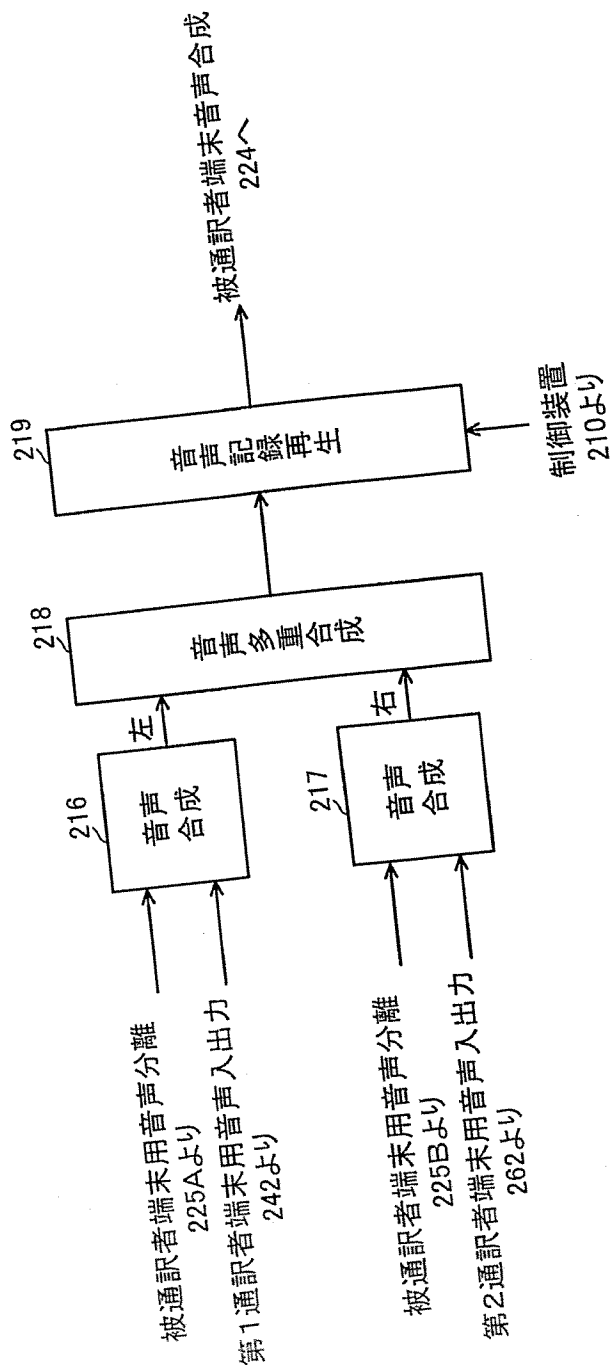 被通訳者端末用音声分離
225Aより
第1通訳者端末用音声入出力
242より
216
音声
合成
左
被通訳者端末用音声分離
225Bより
第2通訳者端末用音声入出力
262より
217
音声
合成
右
218
音声多重合成
219
音声記録再生
制御装置
210より
被通訳者端末音声合成
224へ